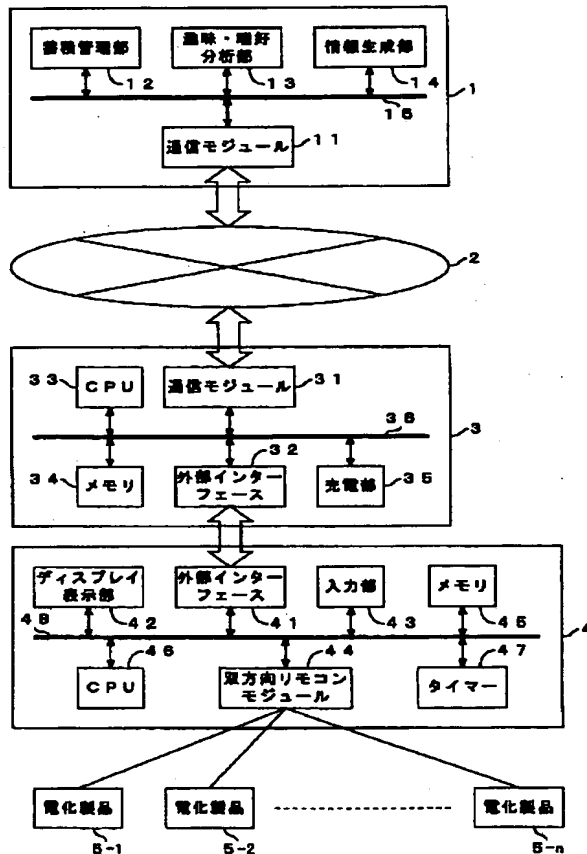 蓄積管理部
趣味・嗜好
分析部
情報生成部
12
13
14
15
1
通信モジュール
11
2
33
CPU
通信モジュール
31
36
3
32
34
メモリ
外部インター
フェース
充電部
35
ディスプレイ
表示部
外部インター
フェース
入力部
メモリ
48
42
41
43
45
4
46
44
47
CPU
双方向リモコン
モジュール
タイマー
電化製品
電化製品
電化製品
5-1
5-2
5-n